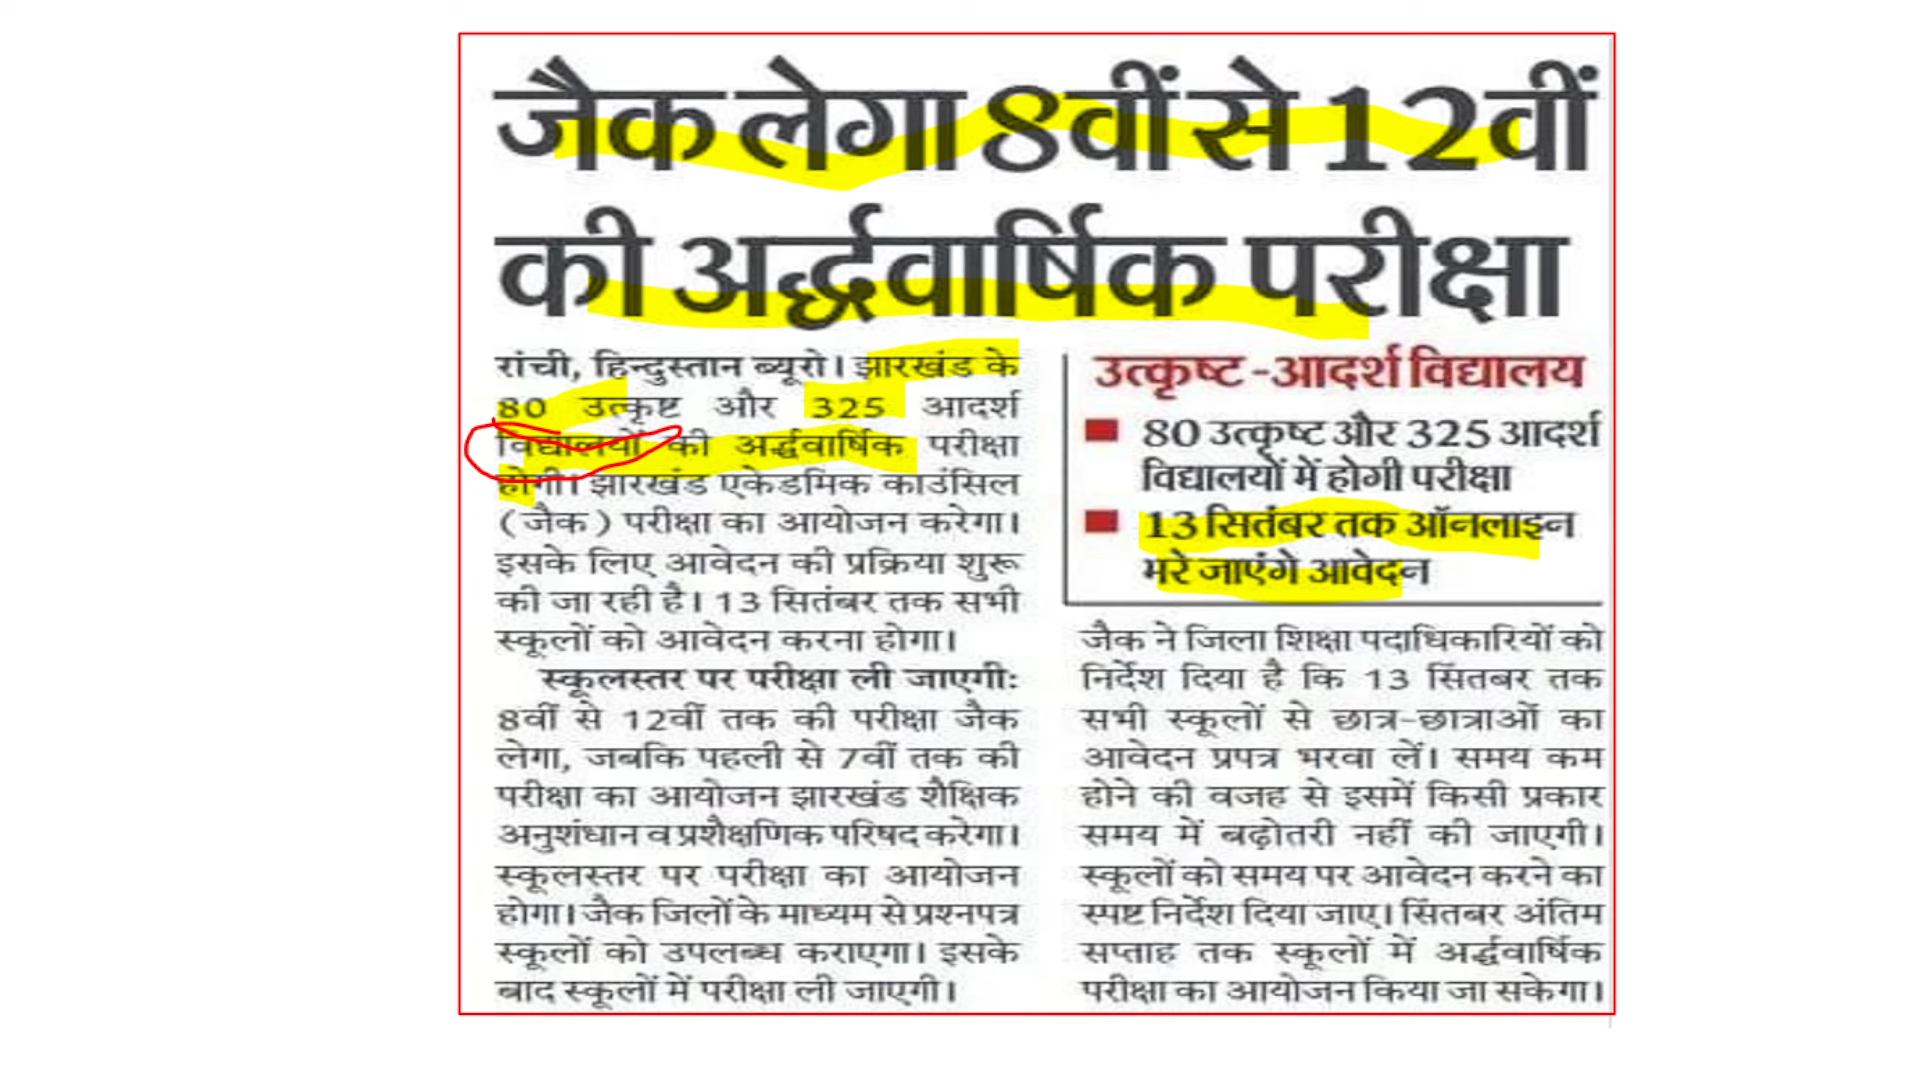 जैक लेगा 8वीं से 12वीं
की अर्द्धवार्षिक परीक्षा
रांची, हिन्दुस्तान ब्यूरो। झारखंड के
80 उत्कृष्ट और 325 आदर्श
विद्यालयों की अर्द्धवार्षिक परीक्षा
होगी। झारखंड एकेडमिक काउंसिल
(जैक) परीक्षा का आयोजन करेगा।
इसके लिए आवेदन की प्रक्रिया शुरू
की जा रही है। 13 सितंबर तक सभी
स्कूलों को आवेदन करना होगा।
स्कूलस्तर पर परीक्षा ली जाएगी:
8वीं से 12वीं तक की परीक्षा जैक
लेगा, जबकि पहली से 7वीं तक की
परीक्षा का आयोजन झारखंड शैक्षिक
अनुशंधान व प्रशैक्षणिक परिषद करेगा।
स्कूलस्तर पर परीक्षा का आयोजन
होगा। जैक जिलों के माध्यम से प्रश्नपत्र
स्कूलों को उपलब्ध कराएगा। इसके
बाद स्कूलों में परीक्षा ली जाएगी।
उत्कृष्ट-आदर्श विद्यालय
80 उत्कृष्ट और 325 आदर्श
विद्यालयों में होगी परीक्षा
13 सितंबर तक ऑनलाइन
भरे जाएंगे आवेदन
जैक ने जिला शिक्षा पदाधिकारियों को
निर्देश दिया है कि 13 सिंतबर तक
सभी स्कूलों से छात्र-छात्राओं का
आवेदन प्रपत्र भरवा लें। समय कम
होने की वजह से इसमें किसी प्रकार
समय में बढ़ोतरी नहीं की जाएगी।
स्कूलों को समय पर आवेदन करने का
स्पष्ट निर्देश दिया जाए। सिंतबर अंतिम
सप्ताह तक स्कूलों में अर्द्धवार्षिक
परीक्षा का आयोजन किया जा सकेगा।